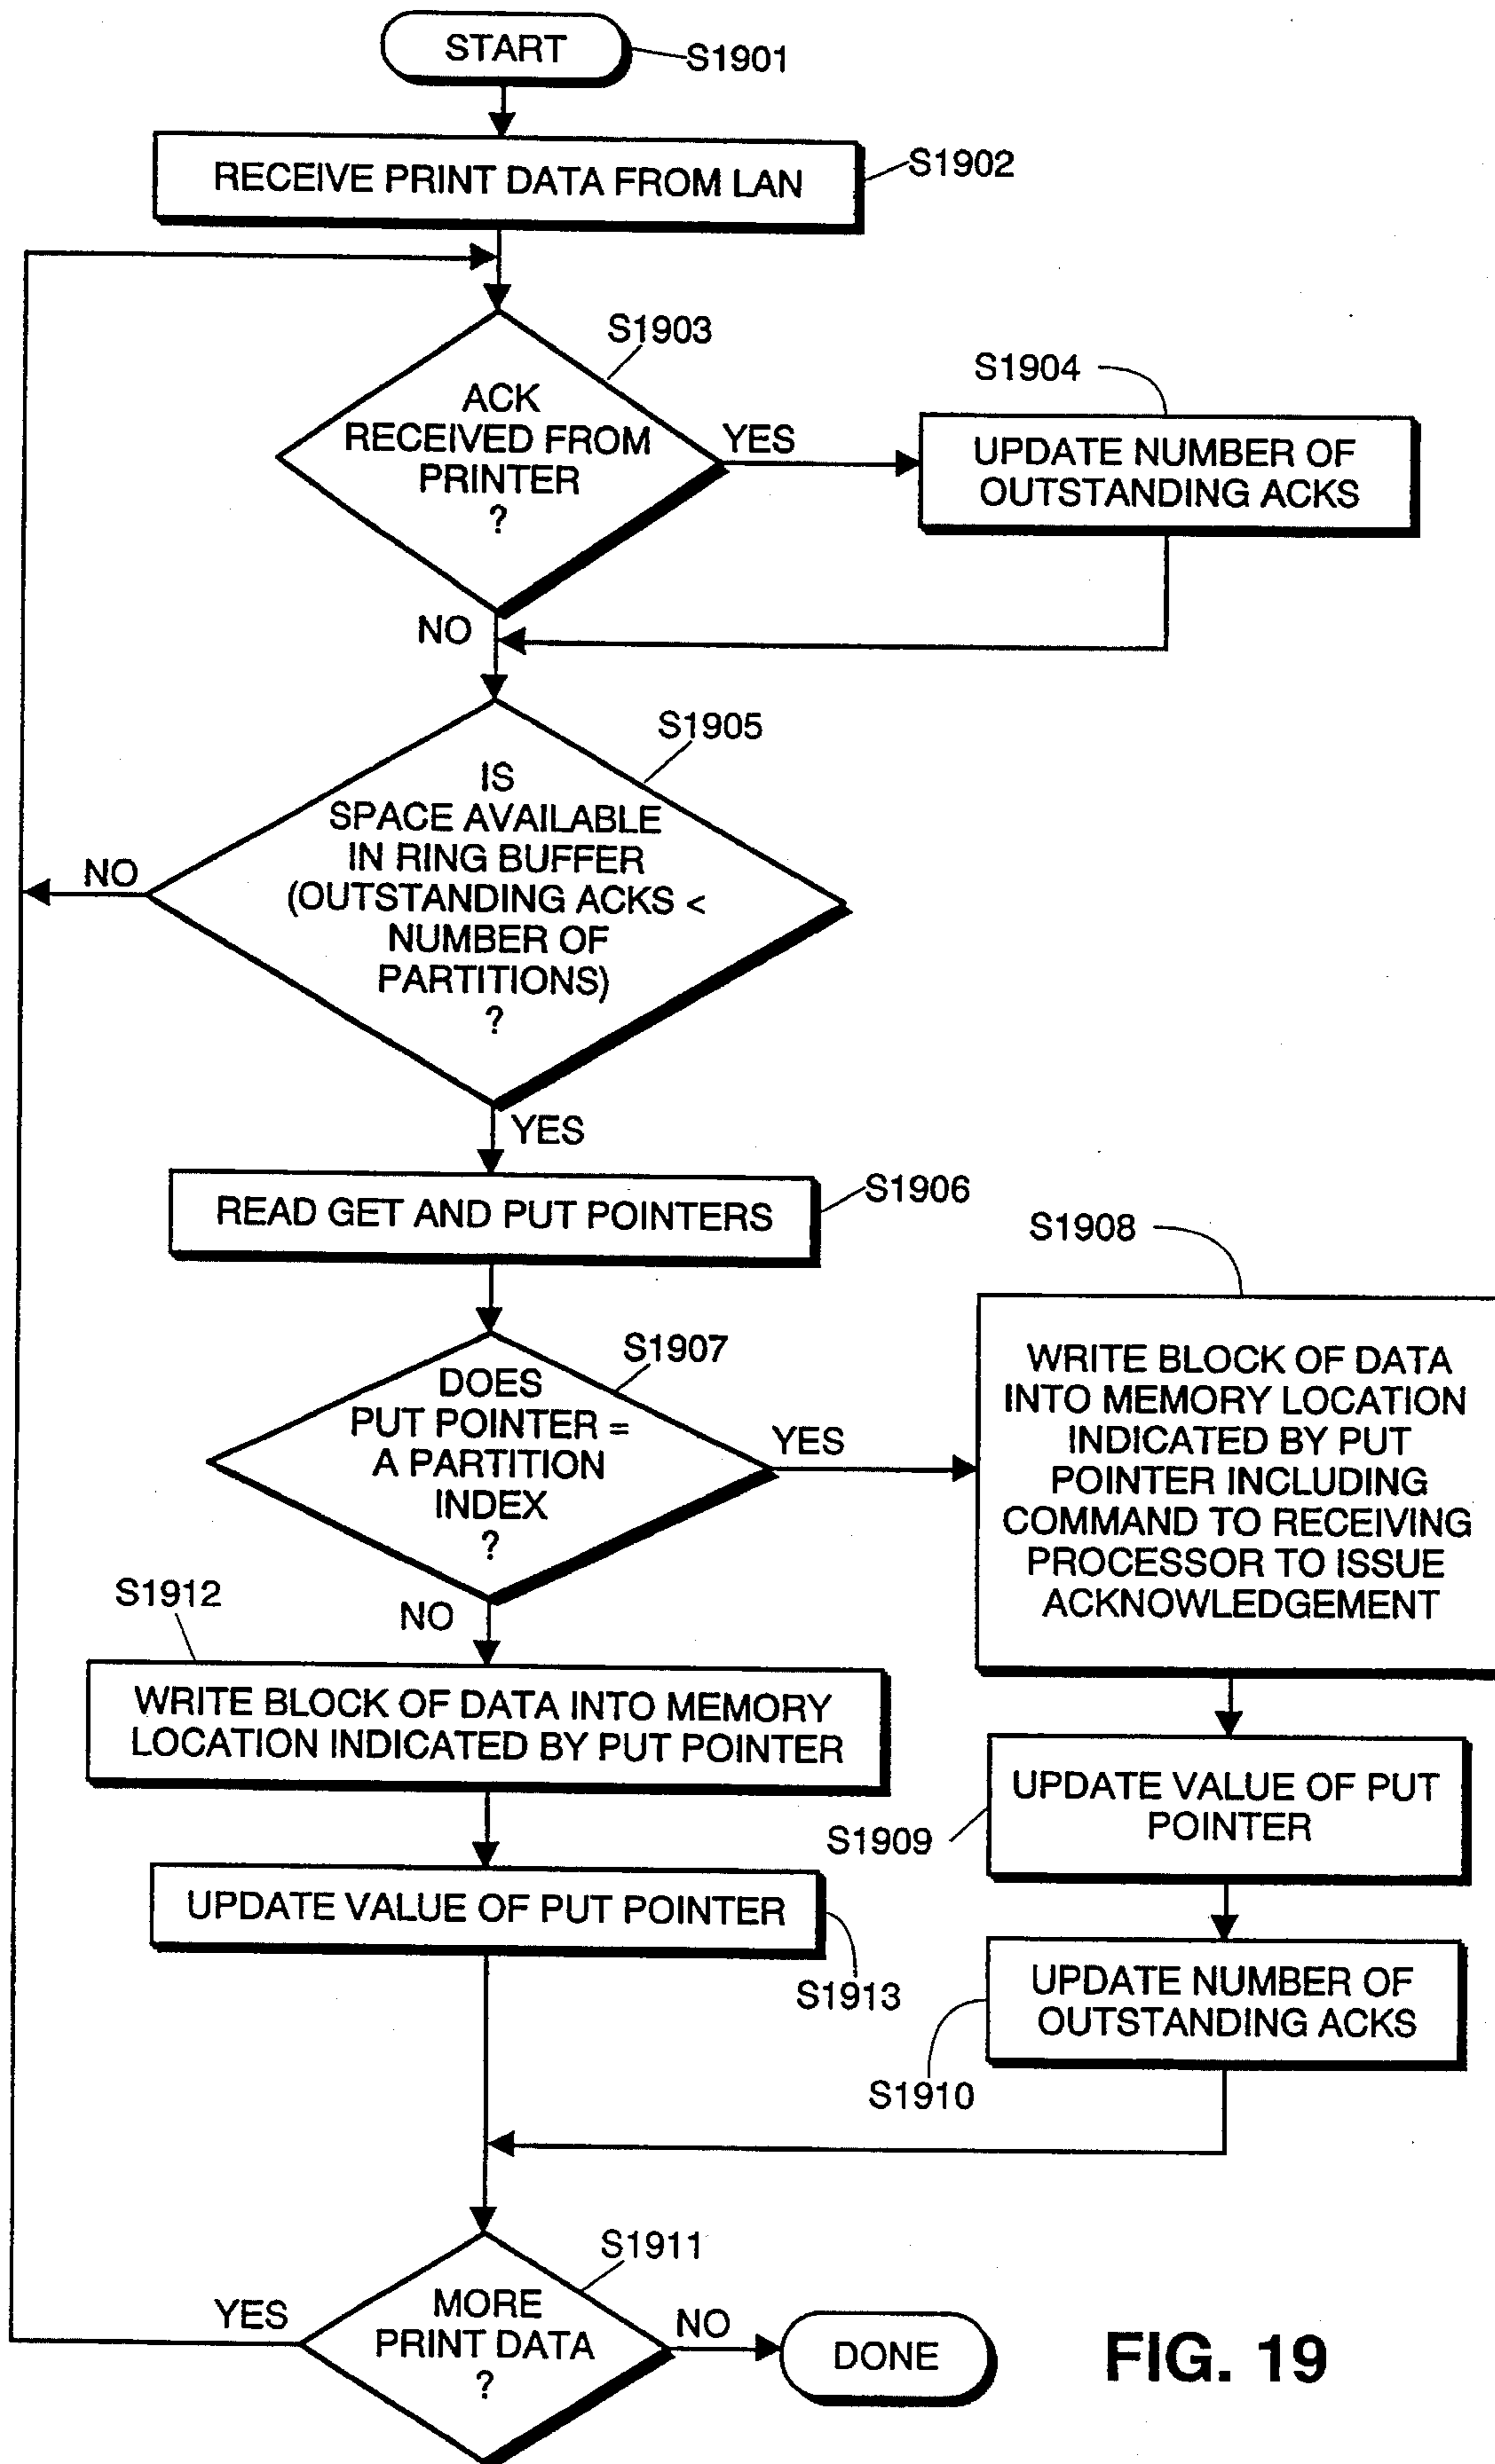 START
S1901
RECEIVE PRINT DATA FROM LAN
S1902
S1903
ACK
RECEIVED FROM
PRINTER
?
YES
S1904
UPDATE NUMBER OF
OUTSTANDING ACKS
NO
S1905
IS
SPACE AVAILABLE
IN RING BUFFER
(OUTSTANDING ACKS <
NUMBER OF
PARTITIONS)
?
NO
YES
S1906
READ GET AND PUT POINTERS
S1907
DOES
PUT POINTER =
A PARTITION
INDEX
?
YES
S1908
WRITE BLOCK OF DATA
INTO MEMORY LOCATION
INDICATED BY PUT
POINTER INCLUDING
COMMAND TO RECEIVING
PROCESSOR TO ISSUE
ACKNOWLEDGEMENT
NO
S1912
WRITE BLOCK OF DATA INTO MEMORY
LOCATION INDICATED BY PUT POINTER
UPDATE VALUE OF PUT
POINTER
S1909
UPDATE VALUE OF PUT POINTER
S1913
UPDATE NUMBER OF
OUTSTANDING ACKS
S1910
S1911
MORE
PRINT DATA
?
YES
NO
DONE
FIG. 19